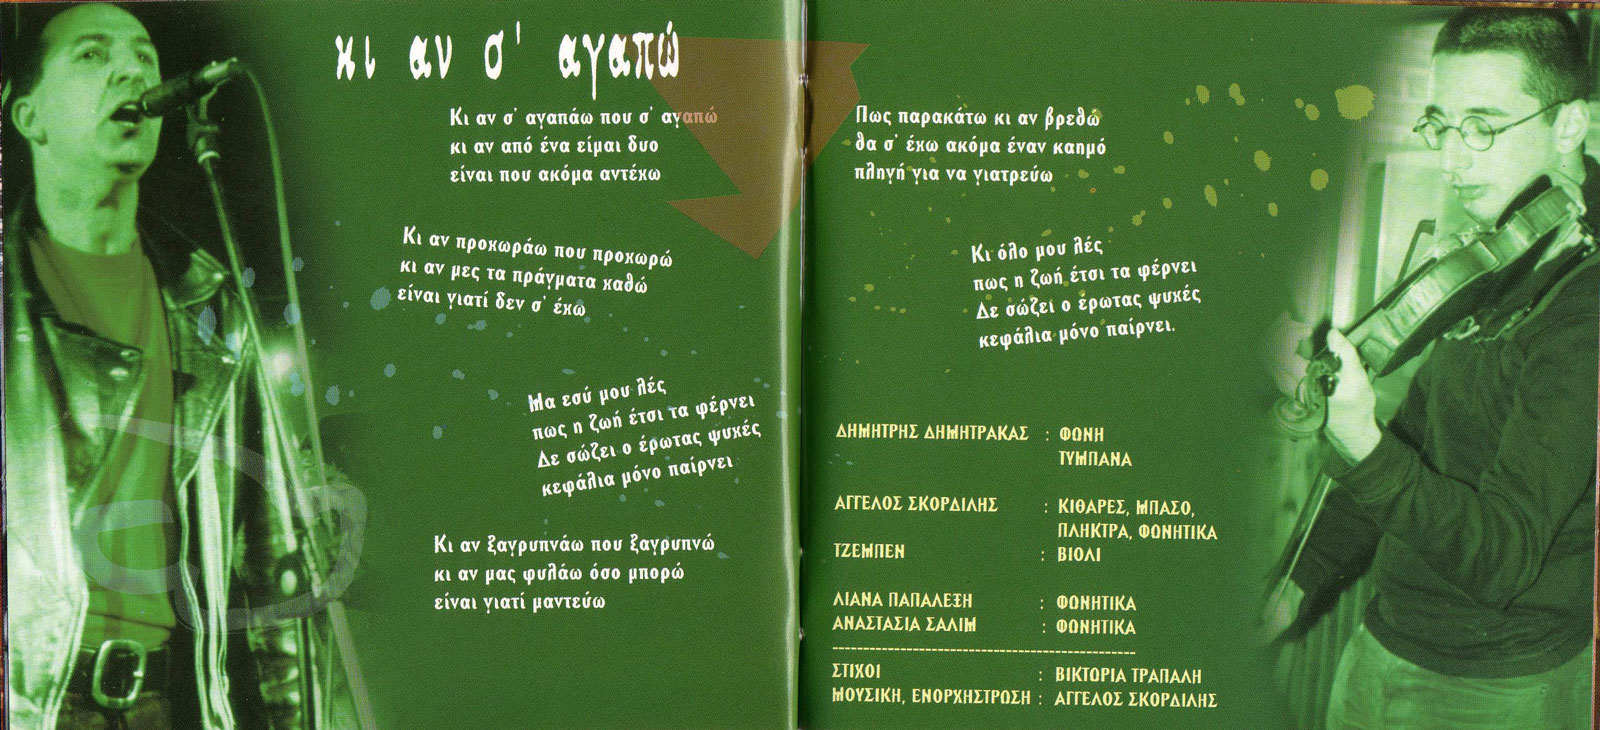 κι αν σ' αγαπώ
Κι αν σ' αγαπάω που σ' αγαπώ
κι αν από ένα είμαι δυο
είναι που ακόμα αντέχω
Κι αν προχωράω που προχωρώ
κι αν μες τα πράγματα χαθώ
είναι γιατί δεν σ' έχω
Μα εσύ μου λές
πως η ζωή έτσι τα φέρνει
Δε σώζει ο έρωτας ψυχές
κεφάλια μόνο παίρνει
Κι αν ξαγρυπνάω που ξαγρυπνώ
κι αν μας φυλάω όσο μπορώ
είναι γιατί μαντεύω
Πως παρακάτω κι αν βρεθώ
θα σ' έχω ακόμα έναν καημό
πληγή για να γιατρεύω
Κι όλο μου λές
πως η ζωή έτσι τα φέρνει
Δε σώζει ο έρωτας ψυχές
κεφάλια μόνο παίρνει.
ΔΗΜΗΤΡΗΣ ΔΗΜΗΤΡΑΚΑΣ : ΦΩΝΗ
ΤΥΜΠΑΝΑ
ΑΓΓΕΛΟΣ ΣΚΟΡΔΙΛΗΣ : ΚΙΘΑΡΕΣ, ΜΠΑΣΟ,
ΠΛΗΚΤΡΑ, ΦΩΝΗΤΙΚΑ
ΤΖΕΜΠΕΝ : ΒΙΟΛΙ
ΛΙΑΝΑ ΠΑΠΑΛΕΞΗ : ΦΩΝΗΤΙΚΑ
ΑΝΑΣΤΑΣΙΑ ΣΑΛΙΜ : ΦΩΝΗΤΙΚΑ
ΣΤΙΧΟΙ : ΒΙΚΤΩΡΙΑ ΤΡΑΠΑΛΗ
ΜΟΥΣΙΚΗ, ΕΝΟΡΧΗΣΤΡΩΣΗ : ΑΓΓΕΛΟΣ ΣΚΟΡΔΙΛΗΣ